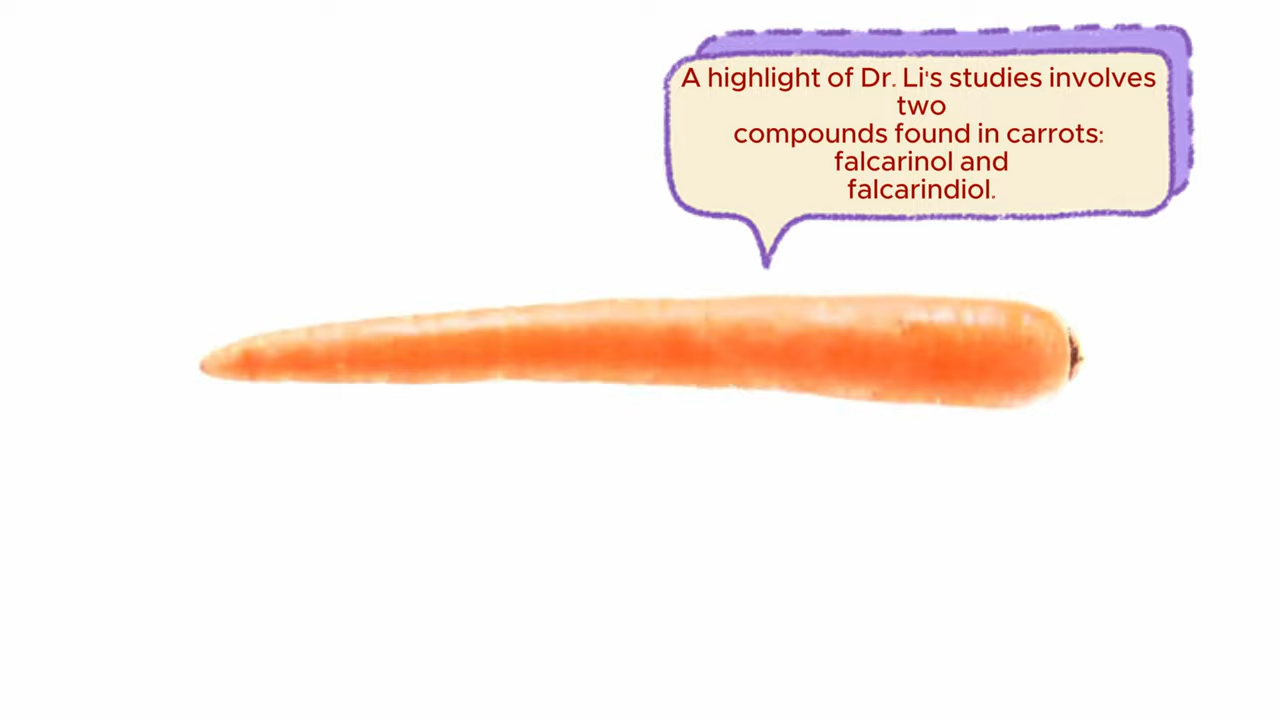 A highlight of Dr. Li's studies involves
two
compounds found in carrots:
falcarinol and
falcarindiol.